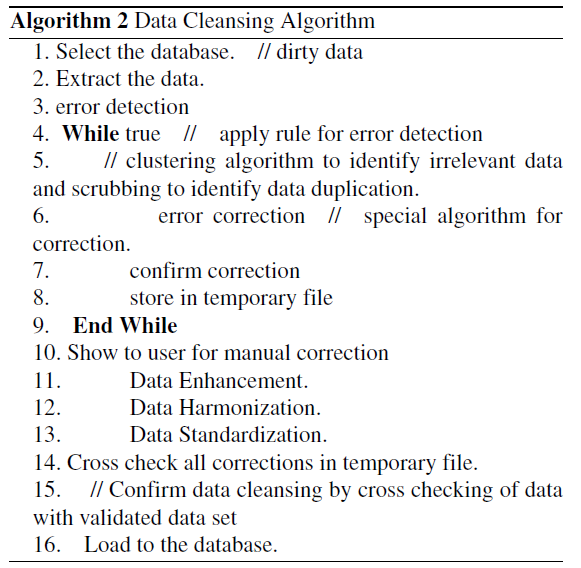 Algorithm 2 Data Cleansing Algorithm
1. Select the database. // dirty data
2. Extract the data.
3. error detection
4. While true // apply rule for error detection
5. // clustering algorithm to identify irrelevant data
and scrubbing to identify data duplication.
6. error correction // special algorithm for
correction.
7. confirm correction
8. store in temporary file
9. End While
10. Show to user for manual correction
11. Data Enhancement.
12. Data Harmonization.
13. Data Standardization.
14. Cross check all corrections in temporary file.
15. // Confirm data cleansing by cross checking of data
with validated data set
16. Load to the database.